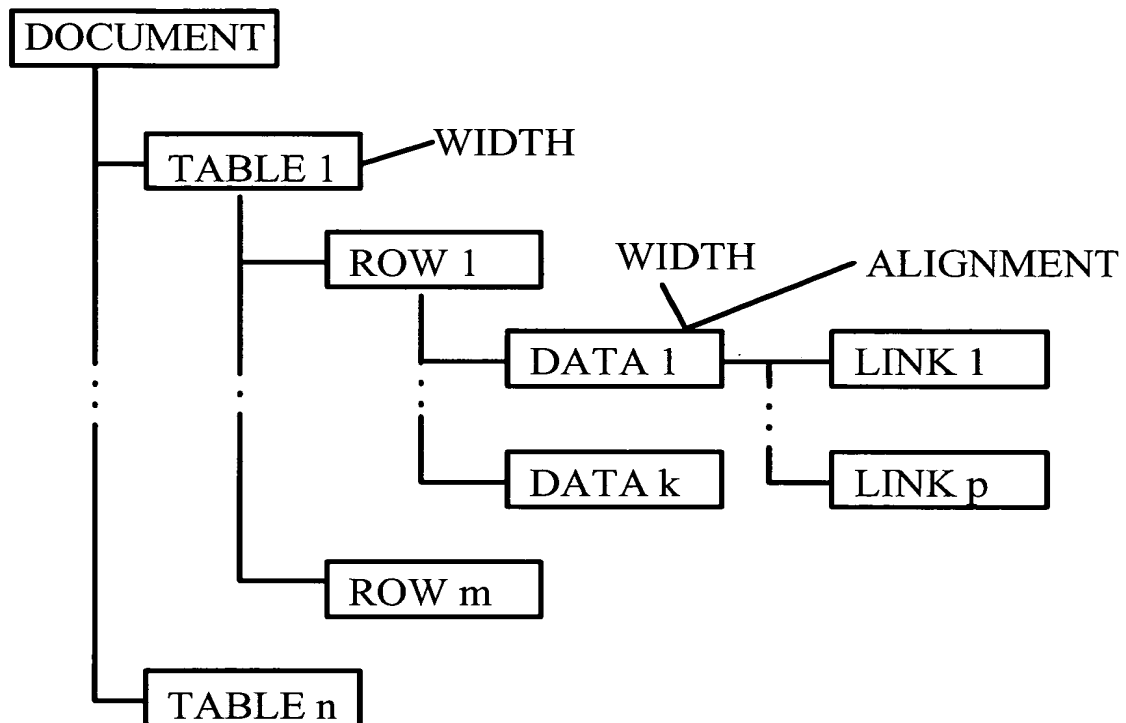 DOCUMENT
WIDTH
TABLE 1
WIDTH
ALIGNMENT
ROW 1
DATA 1
LINK 1
DATA k
LINK p
ROW m
TABLE n